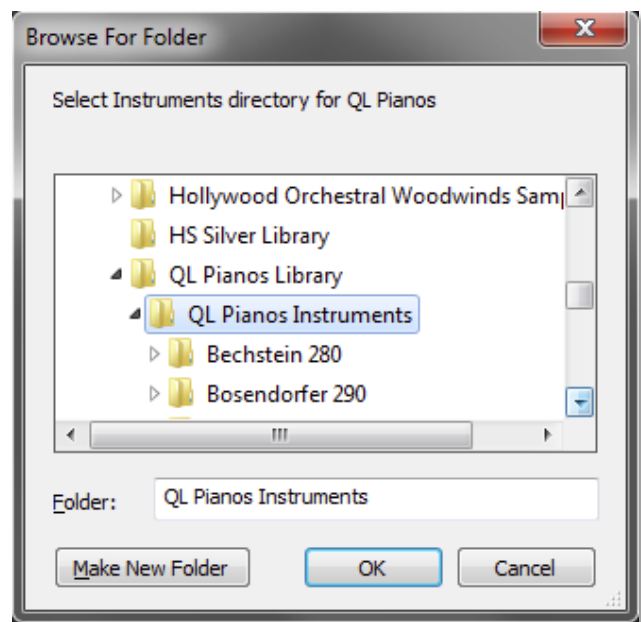 Browse For Folder
Select Instruments directory for QL Pianos
Hollywood Orchestral Woodwinds Samp
HS Silver Library
QL Pianos Library
QL Pianos Instruments
Bechstein 280
Bosendorfer 290
Folder: QL Pianos Instruments
Make New Folder OK Cancel